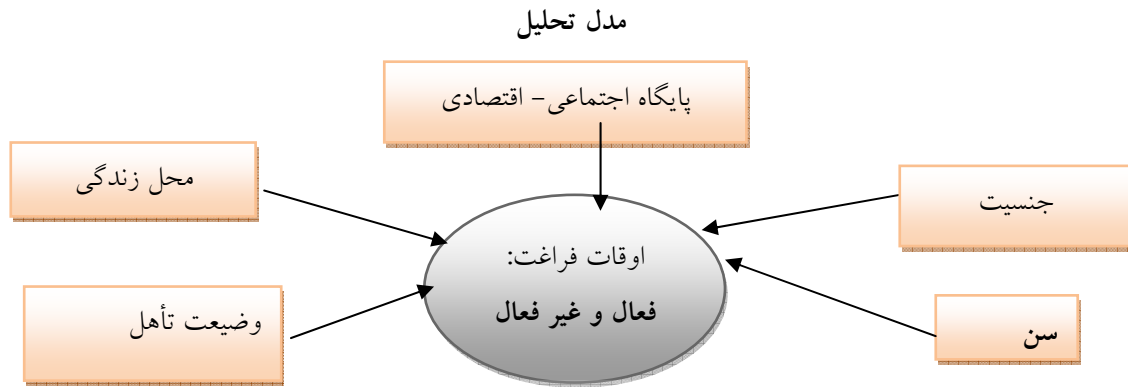 مدل تحلیل
پایگاه اجتماعی– اقتصادی
محل زندگی
جنسیت
اوقات فراغت:
فعال و غیر فعال
وضیعت تأهل
سن